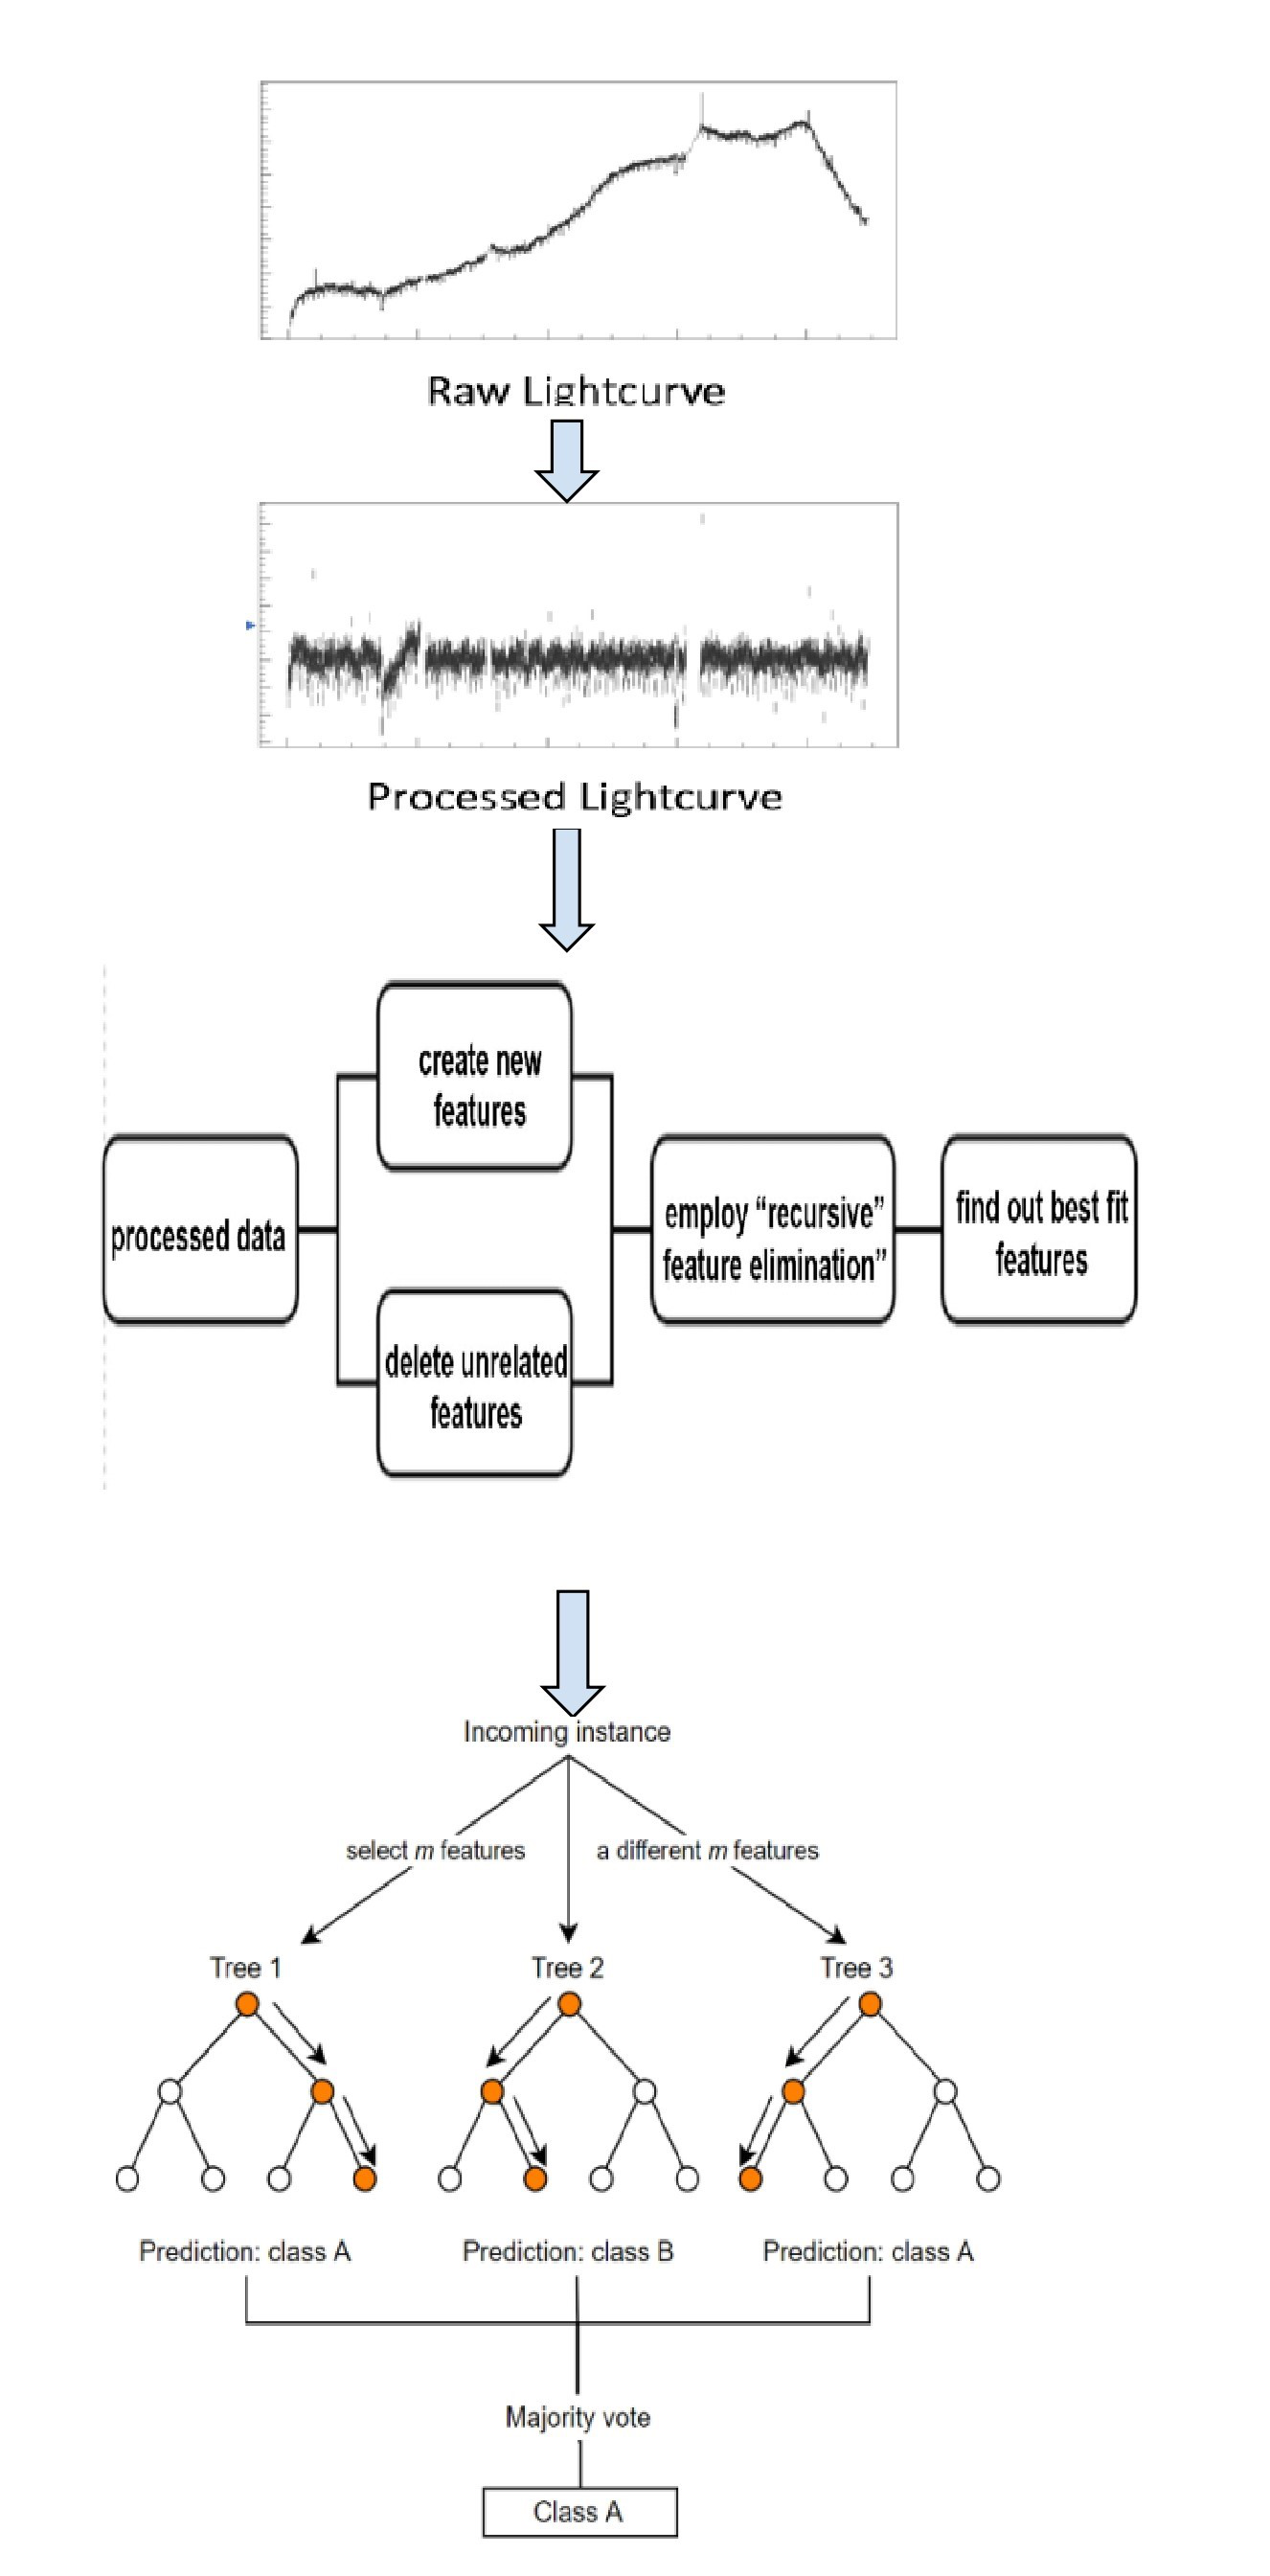 Raw Lightcurve
Processed Lightcurve
create new
features
processed data
employ “recursive”
feature elimination”
find out best fit
features
delete unrelated
features
Incoming instance
select m features
a different m features
Tree 1
Tree 2
Tree 3
Prediction: class A
Prediction: class B
Prediction: class A
Majority vote
Class A